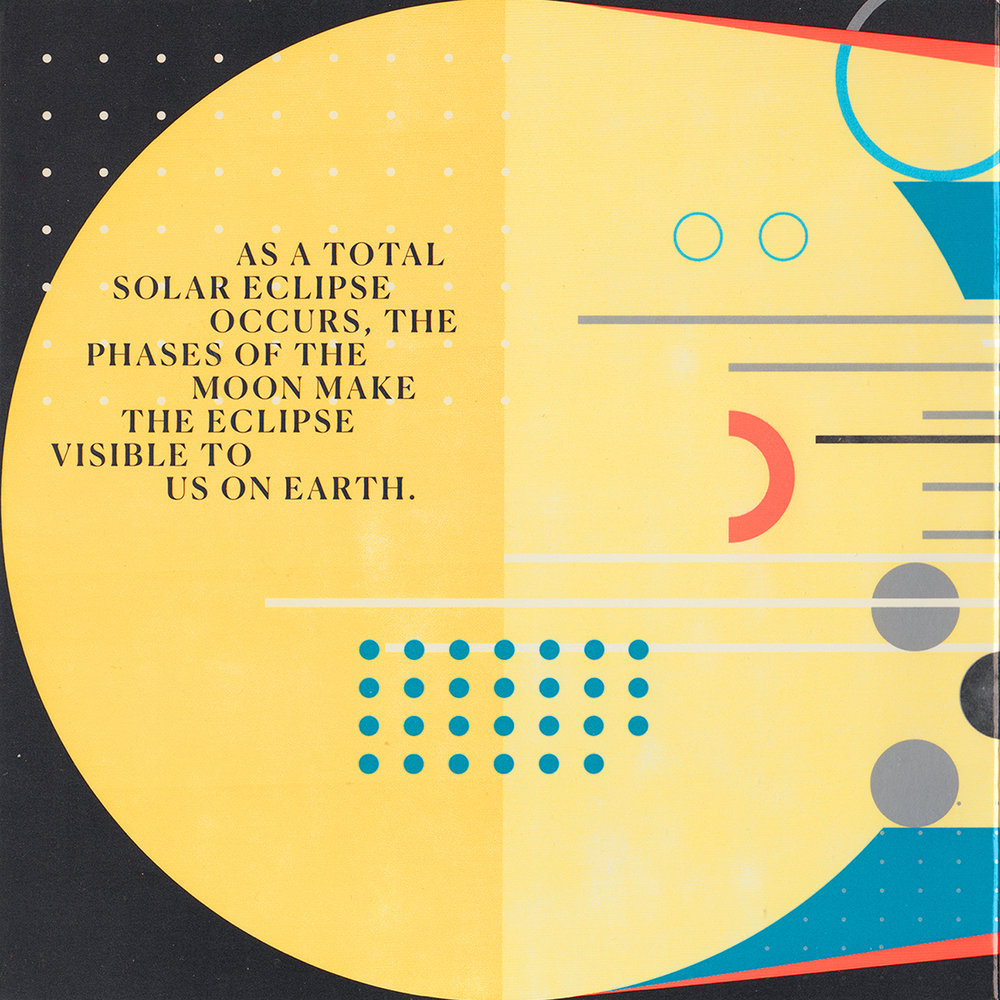 AS A TOTAL
SOLAR ECLIPSE
OCCURS, THE
PHASES OF THE
MOON MAKE
THE ECLIPSE
VISIBLE TO
US ON EARTH.